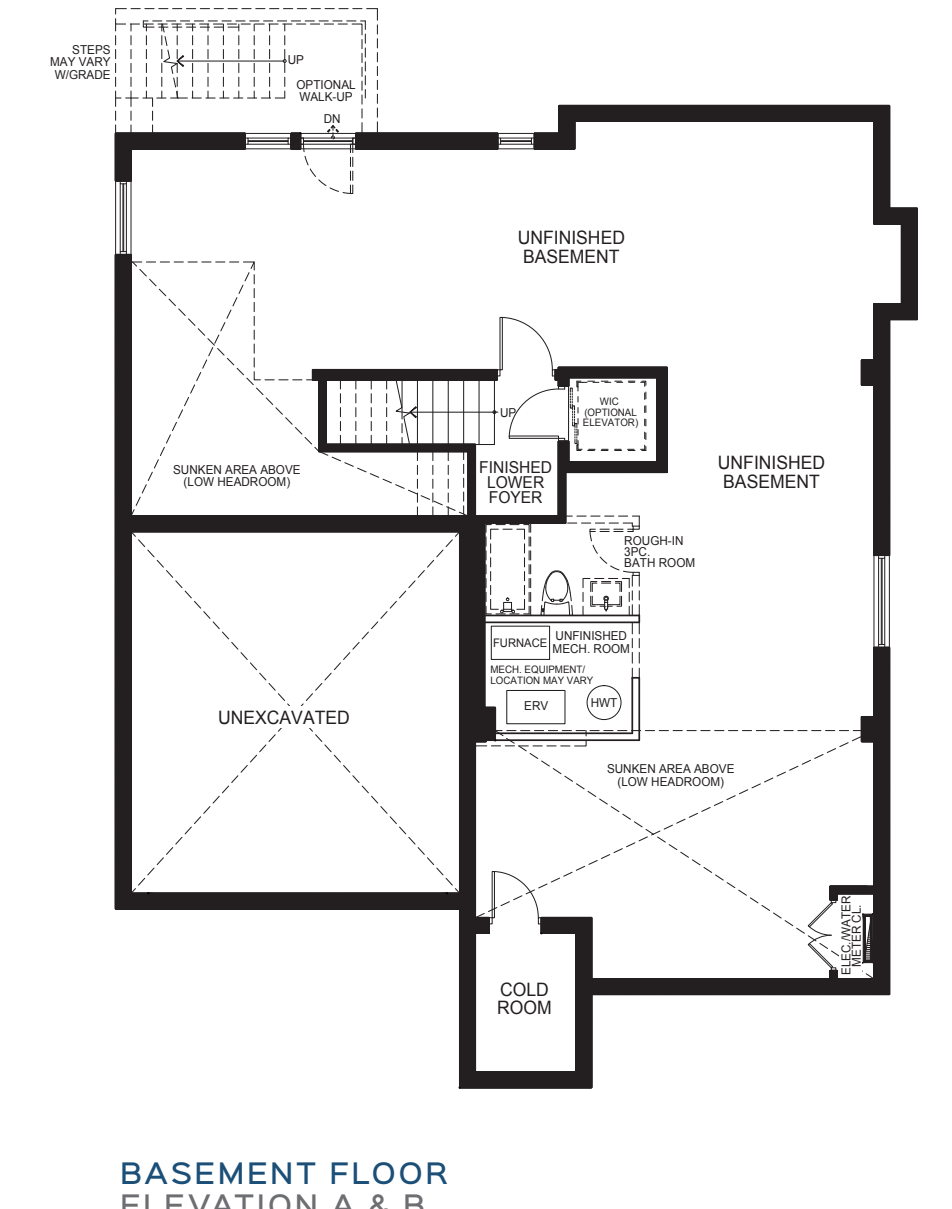 STEPS
MAY VARY
W/GRADE
UP
OPTIONAL
WALK-UP
DN
UNFINISHED
BASEMENT
WIC
(OPTIONAL
ELEVATOR)
UP
SUNKEN AREA ABOVE
(LOW HEADROOM)
FINISHED
LOWER
FOYER
UNFINISHED
BASEMENT
ROUGH-IN
3PC.
BATH ROOM
FURNACE
UNFINISHED
MECH. ROOM
MECH. EQUIPMENT/
LOCATION MAY VARY
ERV
HWT
UNEXCAVATED
SUNKEN AREA ABOVE
(LOW HEADROOM)
ELEC./WATER
METER CL.
COLD
ROOM
BASEMENT FLOOR
ELEVATION A & B